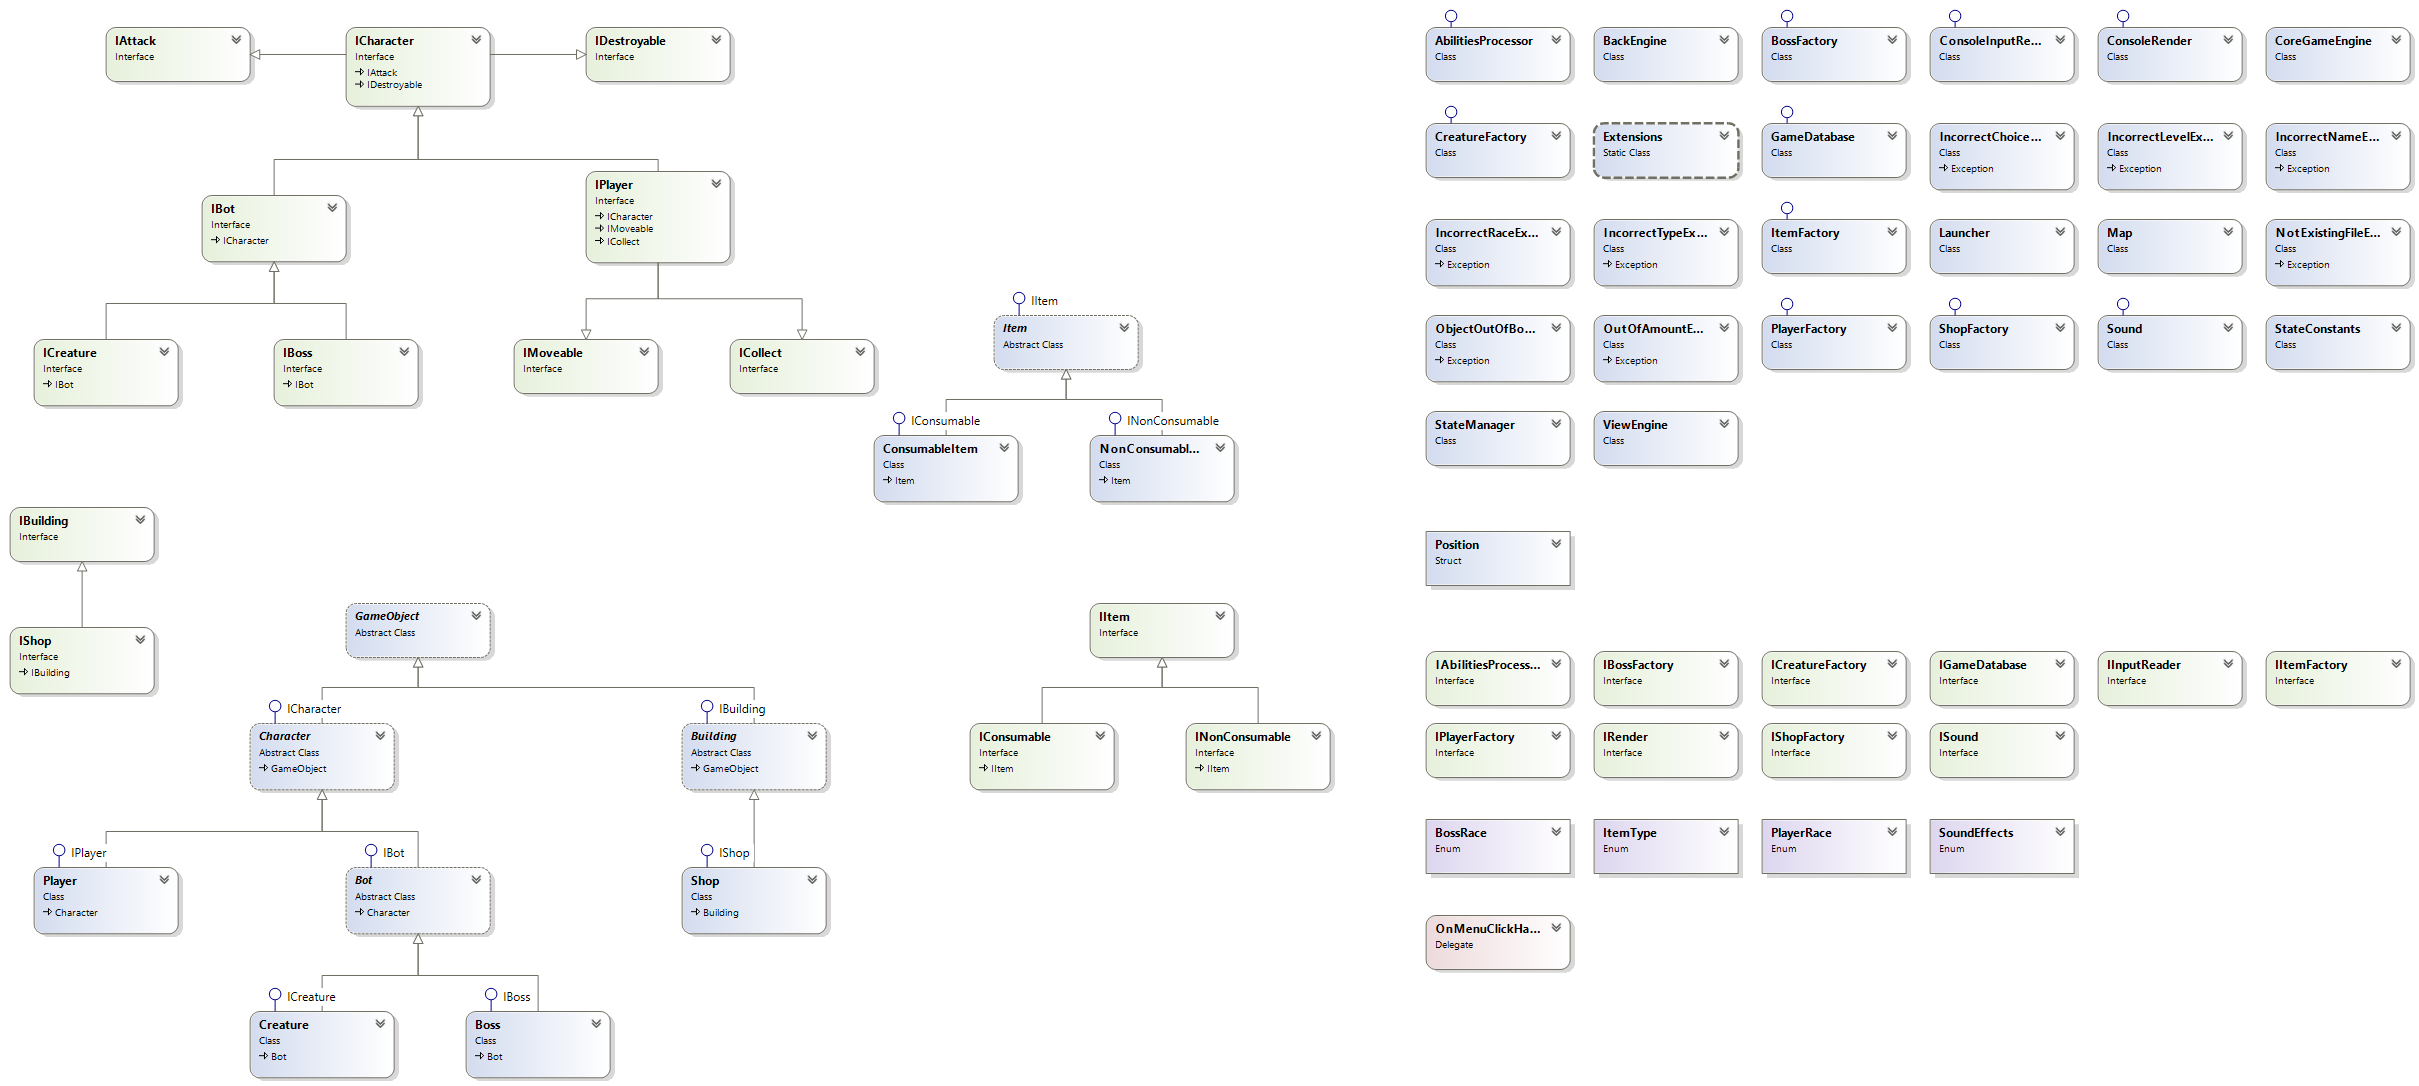 IAttack
Interface
ICharacter
Interface
IAttack
IDestroyable
IDestroyable
Interface
IBot
Interface
ICharacter
IPlayer
Interface
ICharacter
IMoveable
ICollect
ICreature
Interface
IBot
IBoss
Interface
IBot
IMoveable
Interface
ICollect
Interface
IItem
Item
Abstract Class
IConsumable
ConsumableItem
Class
Item
INonConsumable
NonConsumabl...
Class
Item
IBuilding
Interface
IShop
Interface
IBuilding
GameObject
Abstract Class
ICharacter
Character
Abstract Class
GameObject
IBuilding
Building
Abstract Class
GameObject
IPlayer
Player
Class
Character
IBot
Bot
Abstract Class
Character
IShop
Shop
Class
Building
ICreature
Creature
Class
Bot
IBoss
Boss
Class
Bot
IItem
Interface
IConsumable
Interface
IItem
INonConsumable
Interface
IItem
AbilitiesProcessor
Class
BackEngine
Class
BossFactory
Class
ConsoleInputRe...
Class
ConsoleRender
Class
CoreGameEngine
Class
CreatureFactory
Class
Extensions
Static Class
GameDatabase
Class
IncorrectChoice...
Class
Exception
IncorrectLevelEx...
Class
Exception
IncorrectNameE...
Class
Exception
IncorrectRaceEx...
Class
Exception
IncorrectTypeEx...
Class
Exception
ItemFactory
Class
Launcher
Class
Map
Class
NotExistingFileE...
Class
Exception
ObjectOutOfBo...
Class
Exception
OutOfAmountE...
Class
Exception
PlayerFactory
Class
ShopFactory
Class
Sound
Class
StateConstants
Class
StateManager
Class
ViewEngine
Class
Position
Struct
IAbilitiesProcess...
Interface
IBossFactory
Interface
ICreatureFactory
Interface
IGameDatabase
Interface
IInputReader
Interface
IItemFactory
Interface
IPlayerFactory
Interface
IRender
Interface
IShopFactory
Interface
ISound
Interface
BossRace
Enum
ItemType
Enum
PlayerRace
Enum
SoundEffects
Enum
OnMenuClickHa...
Delegate